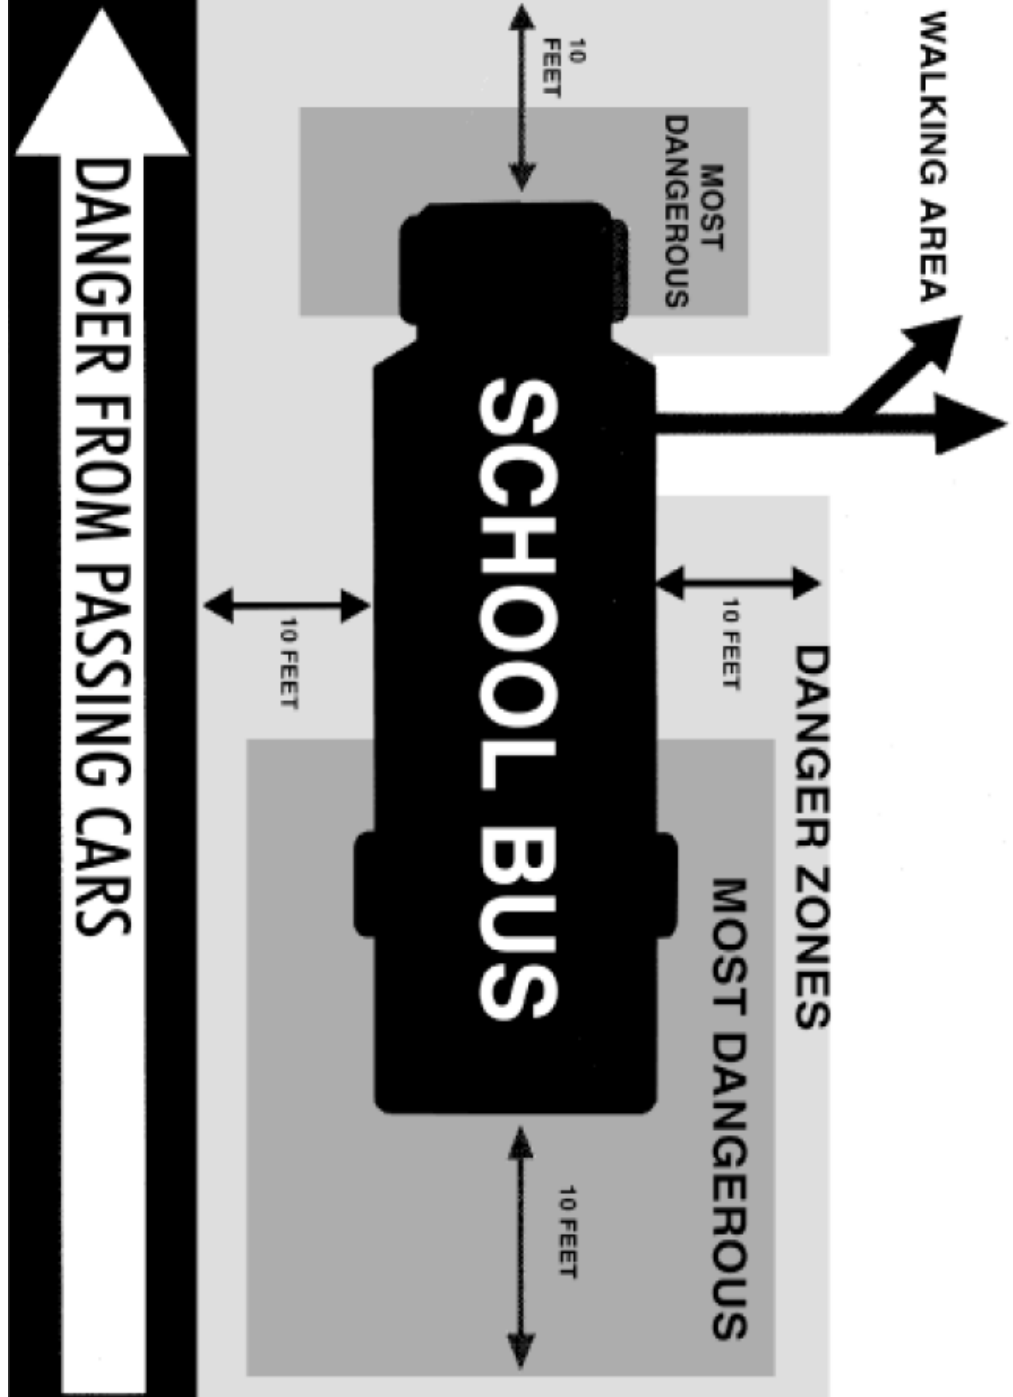 WALKING AREA
10
FEET
MOST
DANGEROUS
10 FEET
DANGER ZONES
MOST DANGEROUS
SCHOOL BUS
10 FEET
10 FEET
DANGER FROM PASSING CARS